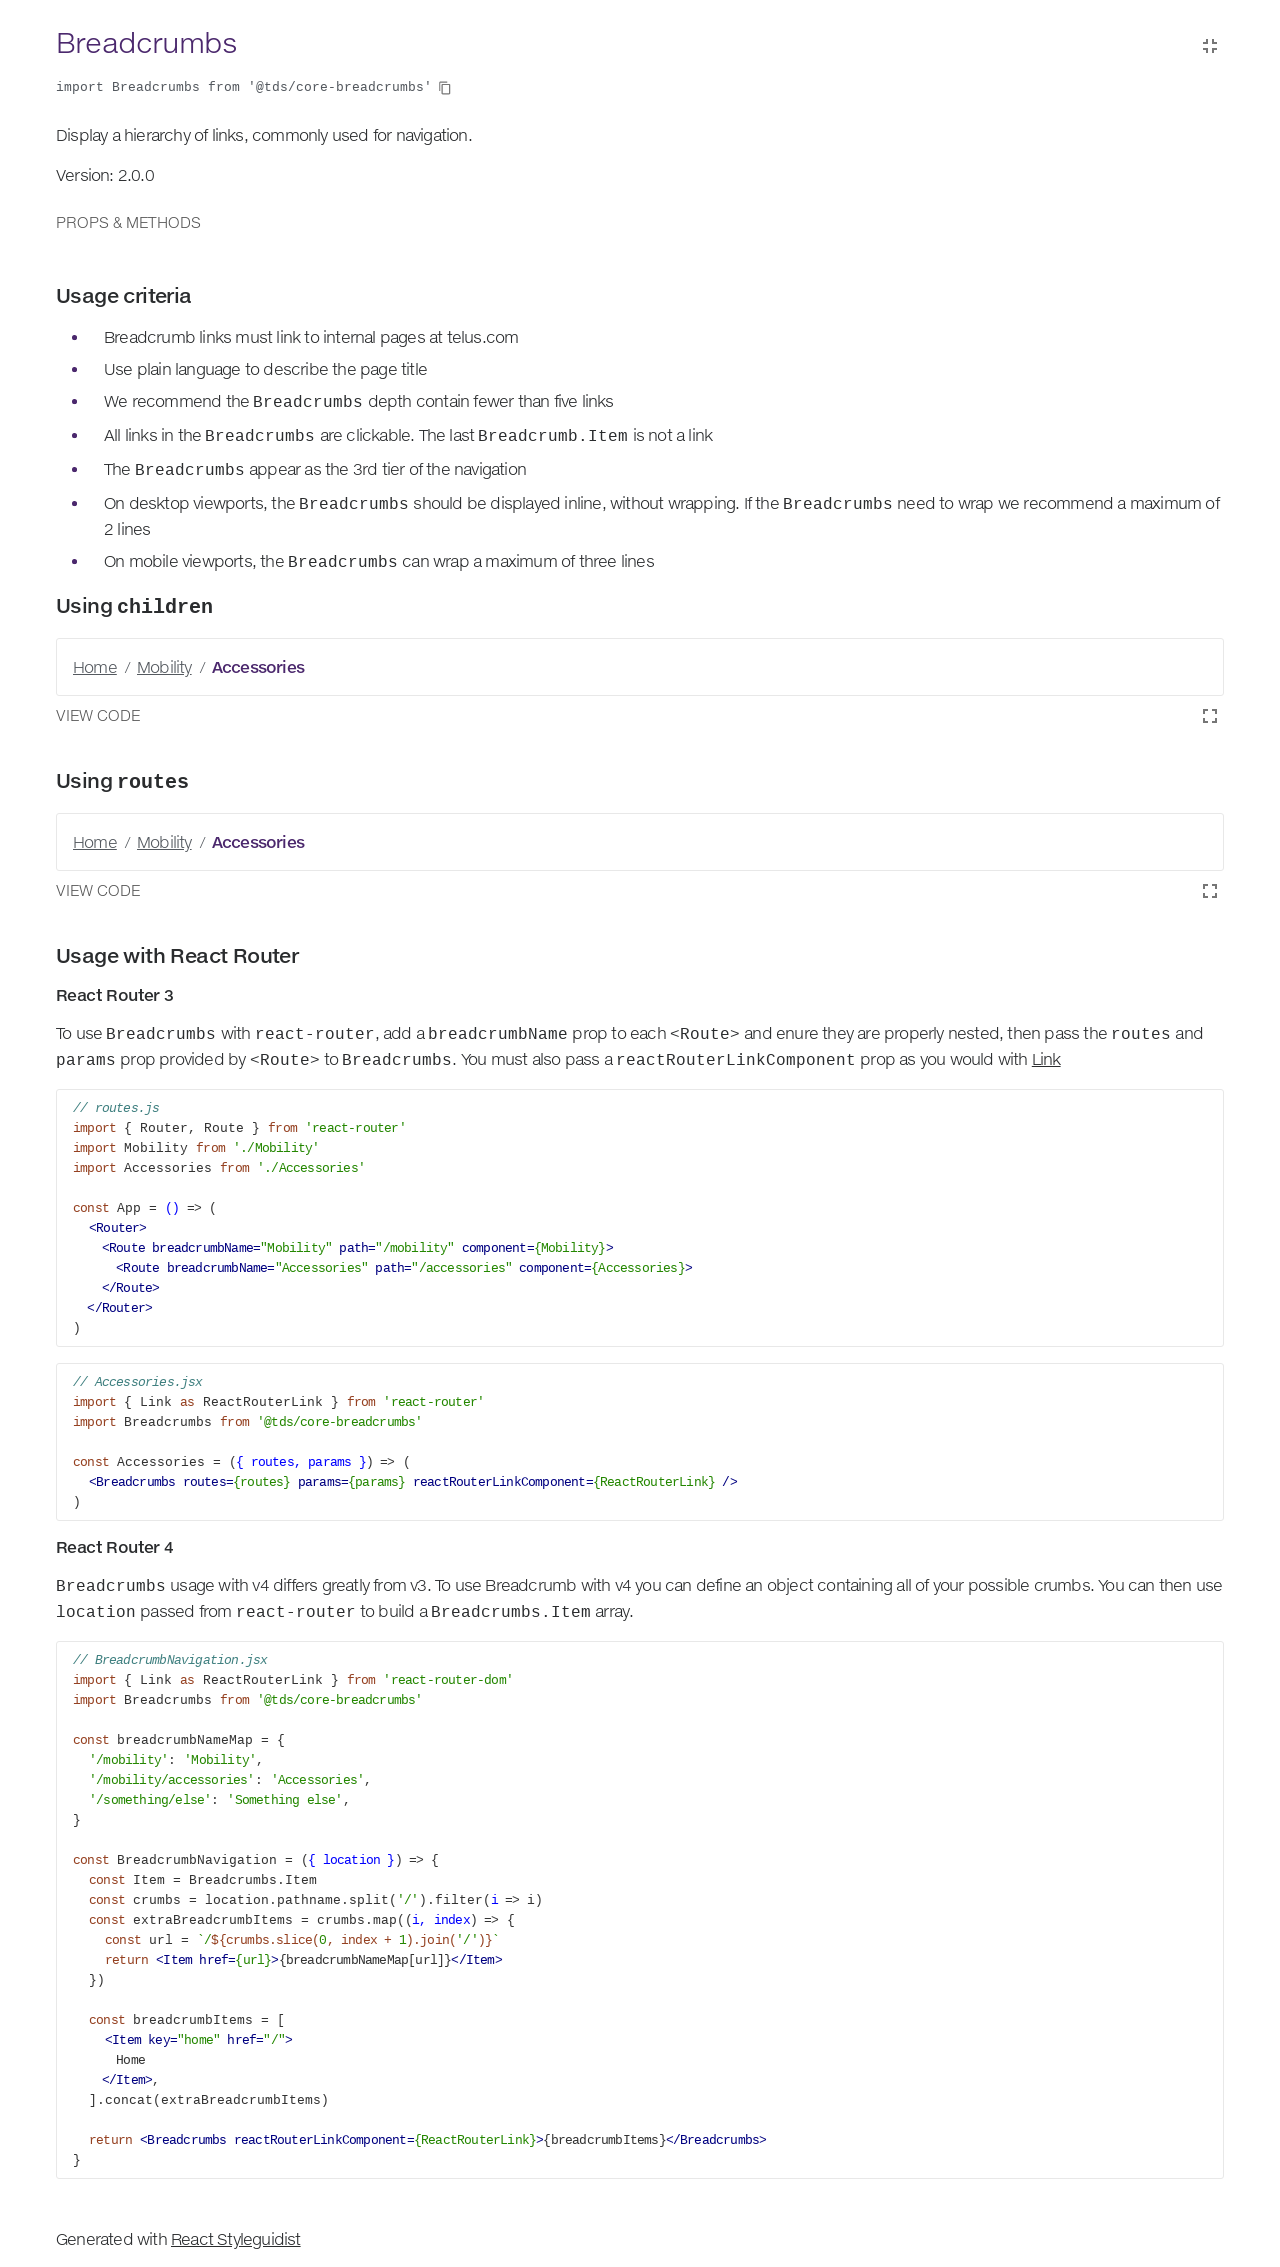 Breadcrumbs
import Breadcrumbs from '@tds/core-breadcrumbs'
Display a hierarchy of links, commonly used for navigation.
Version: 2.0.0
PROPS & METHODS
Usage criteria
• Breadcrumb links must link to internal pages at telus.com
• Use plain language to describe the page title
• We recommend the Breadcrumbs depth contain fewer than five links
• All links in the Breadcrumbs are clickable. The last Breadcrumb.Item is not a link
• The Breadcrumbs appear as the 3rd tier of the navigation
• On desktop viewports, the Breadcrumbs should be displayed inline, without wrapping. If the Breadcrumbs need to wrap we recommend a maximum of
2 lines
• On mobile viewports, the Breadcrumbs can wrap a maximum of three lines
Using children
Home / Mobility / Accessories
VIEW CODE
Using routes
Home / Mobility / Accessories
VIEW CODE
Usage with React Router
React Router 3
To use Breadcrumbs with react-router, add a breadcrumbName prop to each <Route> and enure they are properly nested, then pass the routes and
params prop provided by <Route> to Breadcrumbs. You must also pass a reactRouterLinkComponent prop as you would with Link
// routes.js
import { Router, Route } from 'react-router'
import Mobility from './Mobility'
import Accessories from './Accessories'
const App = () => (
  <Router>
    <Route breadcrumbName="Mobility" path="/mobility" component={Mobility}>
      <Route breadcrumbName="Accessories" path="/accessories" component={Accessories}>
    </Route>
  </Router>
)
// Accessories.jsx
import { Link as ReactRouterLink } from 'react-router'
import Breadcrumbs from '@tds/core-breadcrumbs'
const Accessories = ({ routes, params }) => (
  <Breadcrumbs routes={routes} params={params} reactRouterLinkComponent={ReactRouterLink} />
)
React Router 4
Breadcrumbs usage with v4 differs greatly from v3. To use Breadcrumb with v4 you can define an object containing all of your possible crumbs. You can then use
location passed from react-router to build a Breadcrumbs.Item array.
// BreadcrumbNavigation.jsx
import { Link as ReactRouterLink } from 'react-router-dom'
import Breadcrumbs from '@tds/core-breadcrumbs'
const breadcrumbNameMap = {
  '/mobility': 'Mobility',
  '/mobility/accessories': 'Accessories',
  '/something/else': 'Something else',
}
const BreadcrumbNavigation = ({ location }) => {
  const Item = Breadcrumbs.Item
  const crumbs = location.pathname.split('/').filter(i => i)
  const extraBreadcrumbItems = crumbs.map((i, index) => {
    const url = `/${crumbs.slice(0, index + 1).join('/')}`
    return <Item href={url}>{breadcrumbNameMap[url]}</Item>
  })
  const breadcrumbItems = [
    <Item key="home" href="/">
      Home
    </Item>,
  ].concat(extraBreadcrumbItems)
  return <Breadcrumbs reactRouterLinkComponent={ReactRouterLink}>{breadcrumbItems}</Breadcrumbs>
}
Generated with React Styleguidist